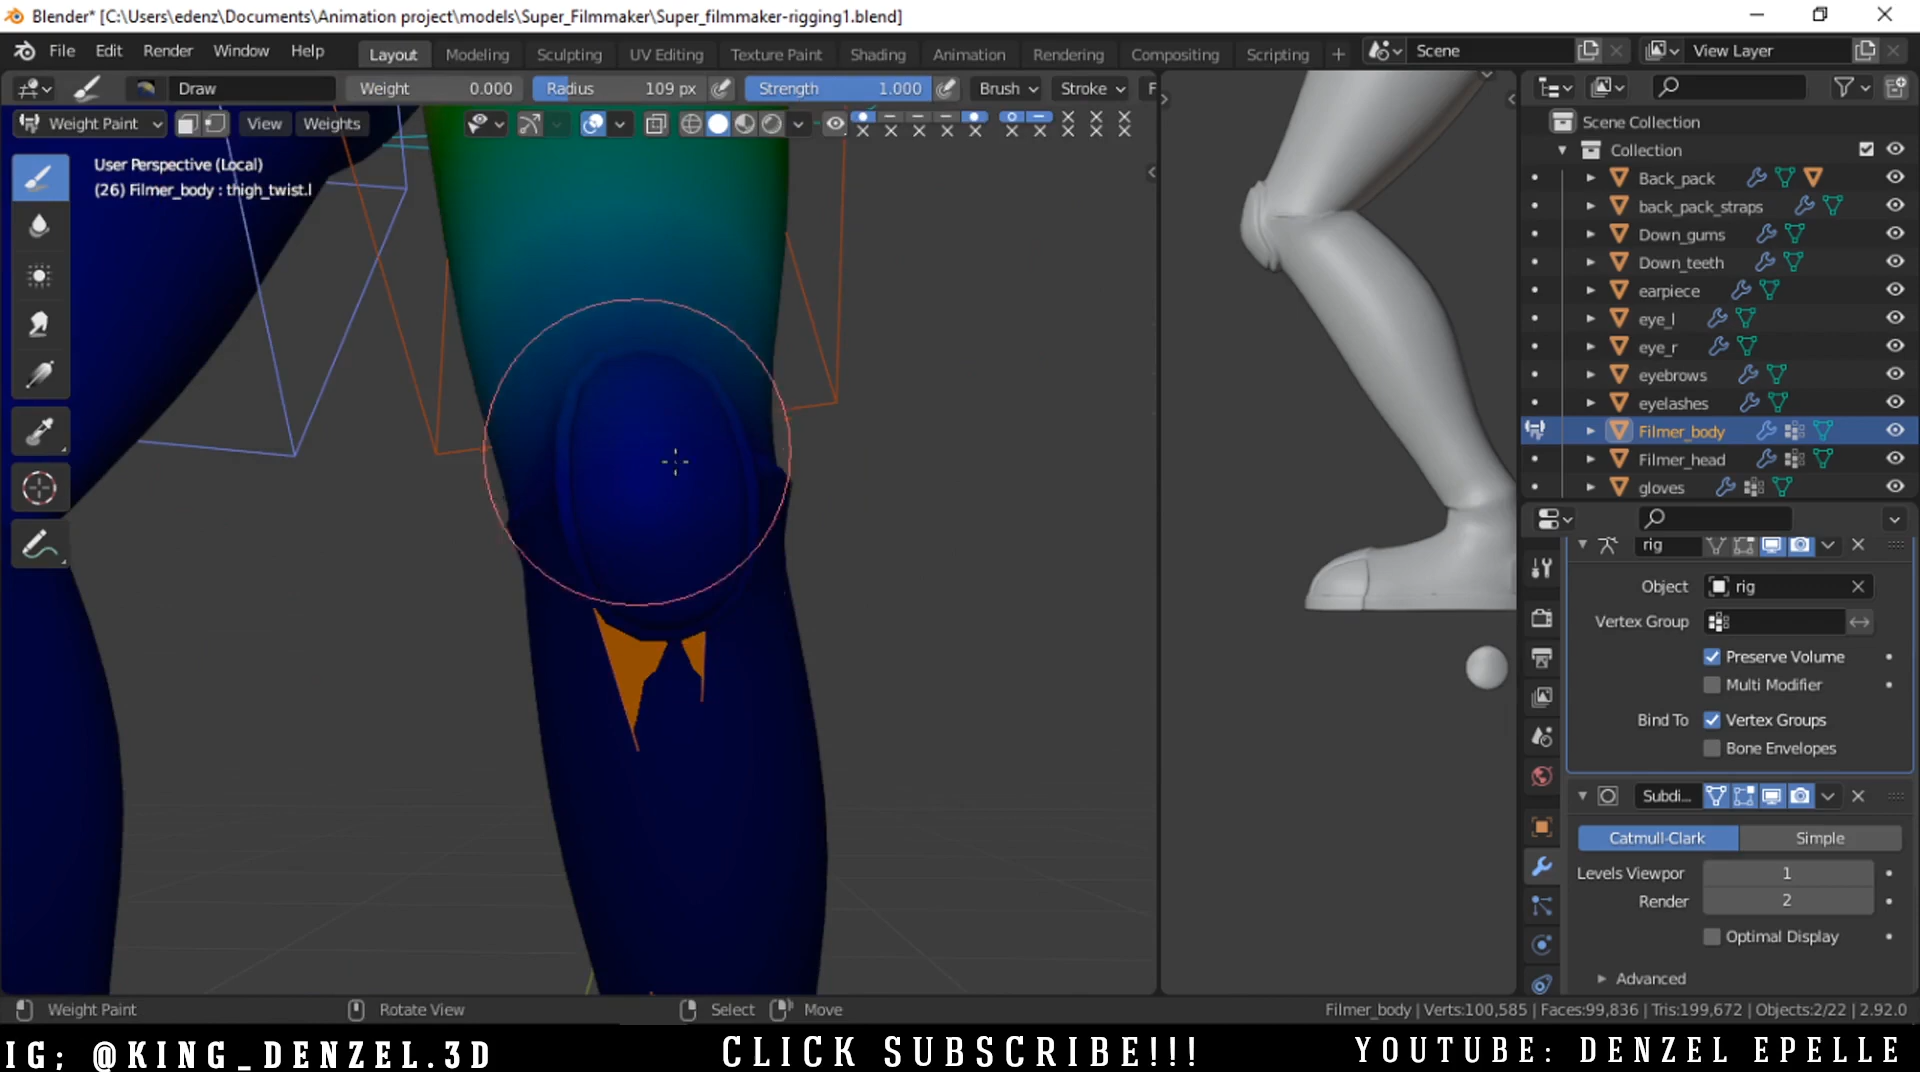 Blender* [C:\Users\edenz\Documents\Animation project\models\Super_Filmmaker\Super_filmmaker-rigging1.blend]
File Edit Render Window Help Layout Modeling Sculpting UV Editing Texture Paint Shading Animation Rendering Compositing Scripting + Scene View Layer
Draw Weight 0.000 Radius 109 px Strength 1.000 Brush Stroke F
Weight Paint View Weights
User Perspective (Local)
(26) Filmer_body : thigh_twist.l
Scene Collection
Collection
Back_pack
back_pack_straps
Down_gums
Down_teeth
earpiece
eye_l
eye_r
eyebrows
eyelashes
Filmer_body
Filmer_head
gloves
rig
Object rig
Vertex Group
Preserve Volume
Multi Modifier
Bind To Vertex Groups
Bone Envelopes
Subdi...
Catmull-Clark Simple
Levels Viewpor 1
Render 2
Optimal Display
Advanced
Weight Paint Rotate View Select Move Filmer_body | Verts:100,585 | Faces:99,836 | Tris:199,672 | Objects:2/22 | 2.92.0
IG; @KING_DENZEL.3D CLICK SUBSCRIBE!!! YOUTUBE: DENZEL EPELLE